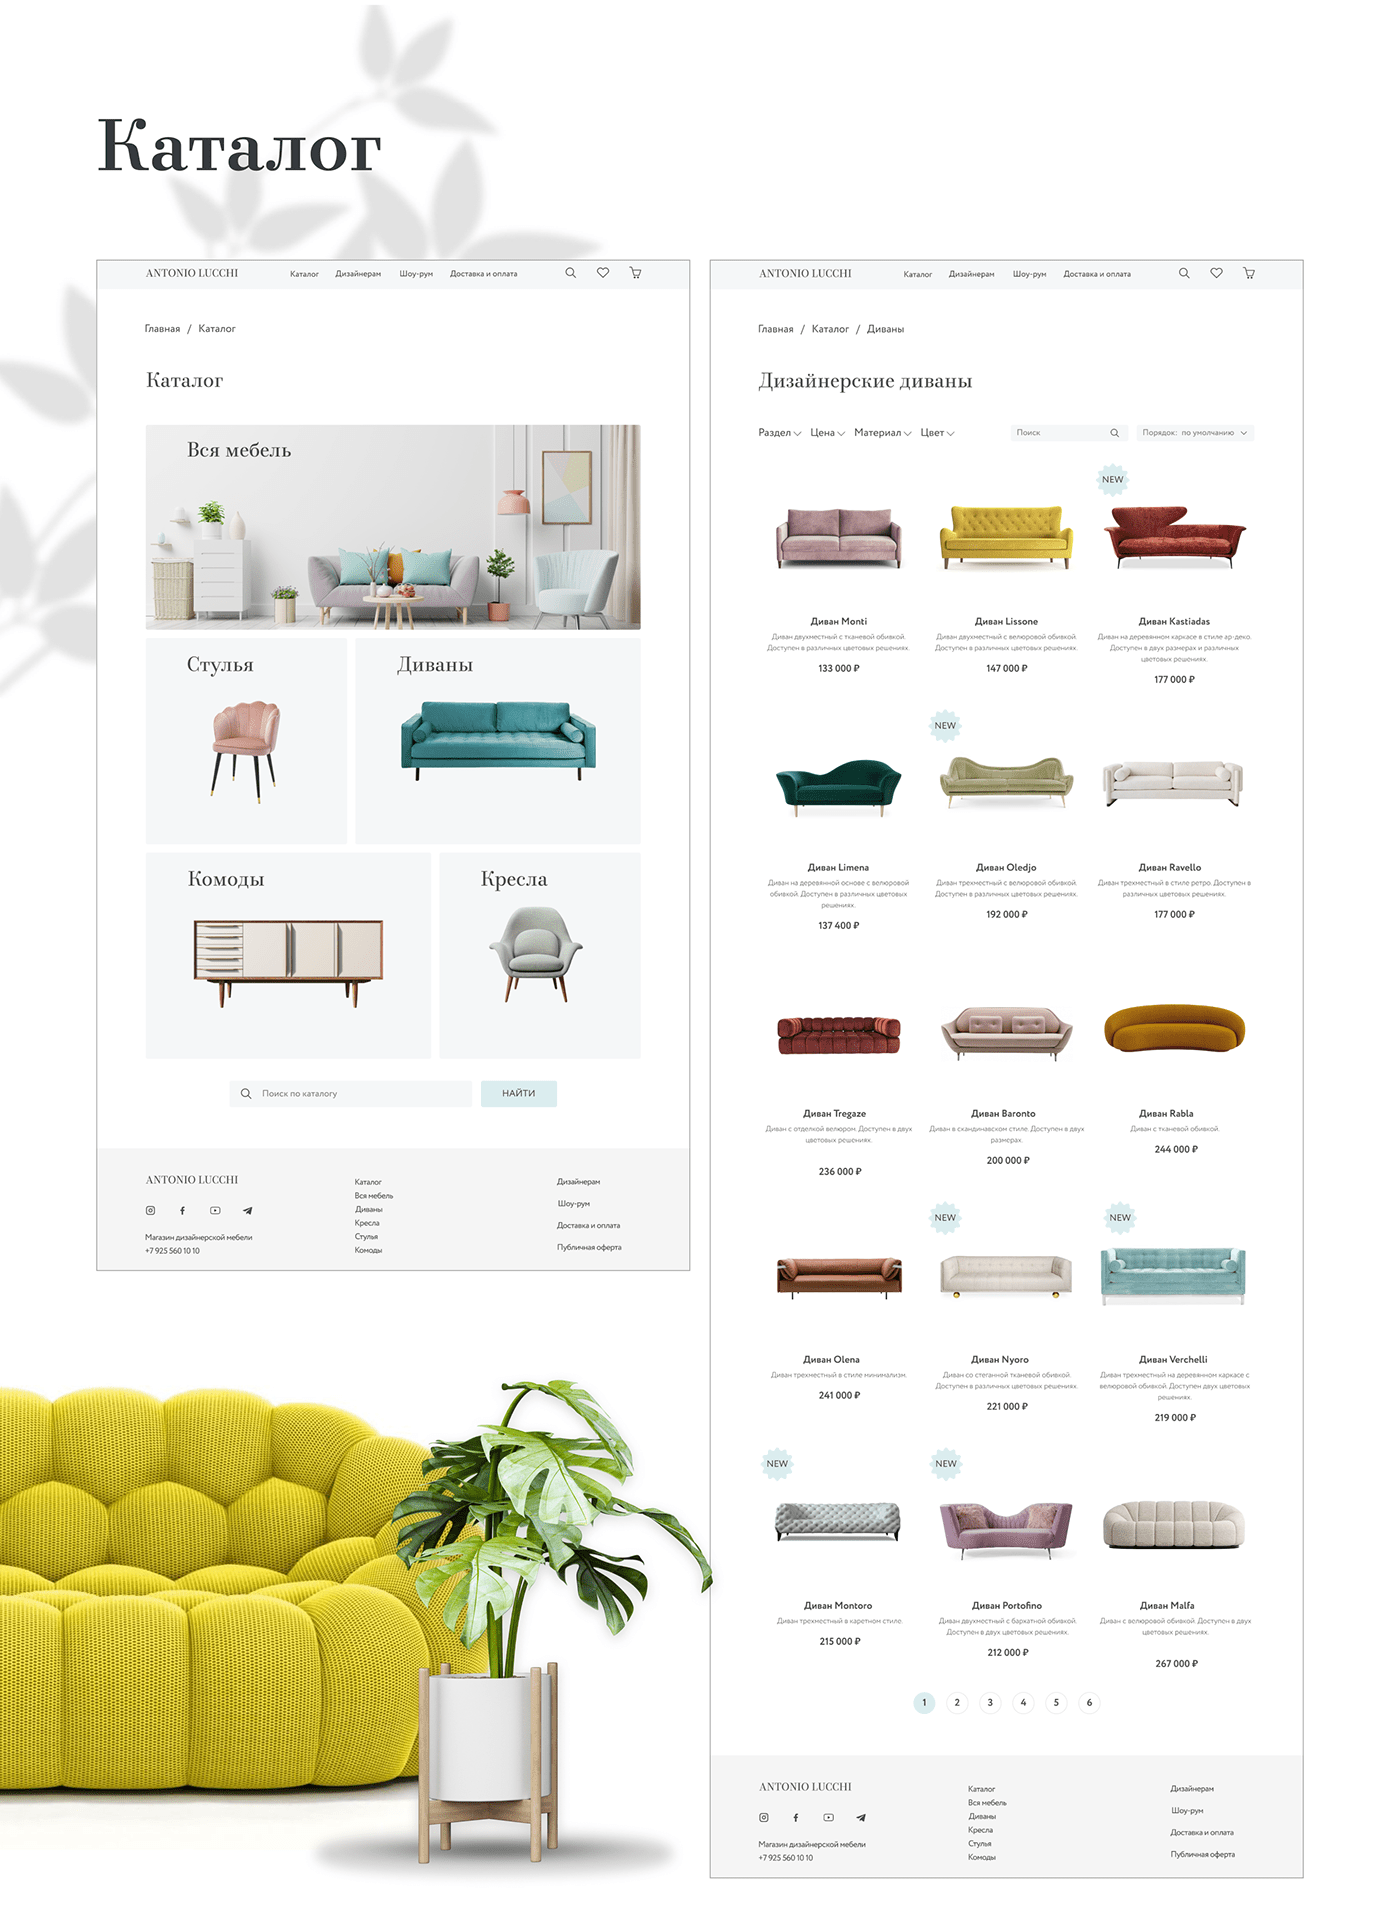 Каталог
ANTONIO LUCCHI
Каталог
Дизайнерам
Шоу-рум
Доставка и оплата
Главная / Каталог
Каталог
Вся мебель
Стулья
Диваны
Комоды
Кресла
Поиск по каталогу
НАЙТИ
ANTONIO LUCCHI
Магазин дизайнерской мебели
+7 925 560 10 10
Каталог
Вся мебель
Диваны
Кресла
Стулья
Комоды
Дизайнерам
Шоу-рум
Доставка и оплата
Публичная оферта
ANTONIO LUCCHI
Каталог
Дизайнерам
Шоу-рум
Доставка и оплата
Главная / Каталог / Диваны
Дизайнерские диваны
Раздел
Цена
Материал
Цвет
Поиск
Порядок: по умолчанию
Диван Monti
Диван двухместный с тканевой обивкой.
Доступен в различных цветовых решениях.
133 000 ₽
Диван Lissone
Диван двухместный с велюровой обивкой.
Доступен в различных цветовых решениях.
147 000 ₽
NEW
Диван Kastiadas
Диван на деревянном каркасе в стиле ар-деко.
Доступен в двух размерах и различных
цветовых решениях.
177 000 ₽
Диван Limena
Диван на деревянной основе с велюровой
обивкой. Доступен в различных цветовых
решениях.
137 400 ₽
NEW
Диван Oledjo
Диван трехместный с велюровой обивкой.
Доступен в различных цветовых решениях.
192 000 ₽
Диван Ravello
Диван трехместный в стиле ретро. Доступен в
различных цветовых решениях.
177 000 ₽
Диван Tregaze
Диван с отделкой велюром. Доступен в двух
цветовых решениях.
236 000 ₽
Диван Baronto
Диван в скандинавском стиле. Доступен в двух
размерах.
200 000 ₽
Диван Rabla
Диван с тканевой обивкой.
244 000 ₽
Диван Olena
Диван трехместный в стиле минимализм.
241 000 ₽
NEW
Диван Nyoro
Диван со стеганной тканевой обивкой.
Доступен в различных цветовых решениях.
221 000 ₽
NEW
Диван Verchelli
Диван трехместный на деревянном каркасе с
велюровой обивкой. Доступен двух цветовых
решениях.
219 000 ₽
NEW
Диван Montoro
Диван трехместный в каретном стиле.
215 000 ₽
NEW
Диван Portofino
Диван двухместный с бархатной обивкой.
Доступен в двух цветовых решениях.
212 000 ₽
Диван Malfa
Диван с велюровой обивкой. Доступен в двух
цветовых решениях.
267 000 ₽
1 2 3 4 5 6
ANTONIO LUCCHI
Магазин дизайнерской мебели
+7 925 560 10 10
Каталог
Вся мебель
Диваны
Кресла
Стулья
Комоды
Дизайнерам
Шоу-рум
Доставка и оплата
Публичная оферта